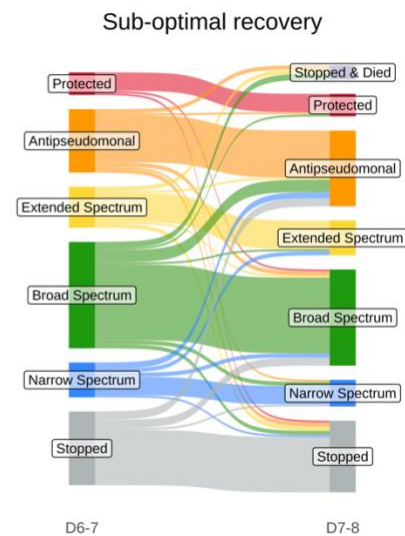 Sub-optimal recovery
Stopped & Died
Protected
Protected
Antipseudomonal
Antipseudomonal
Extended Spectrum
Extended Spectrum
Broad Spectrum
Broad Spectrum
Narrow Spectrum
Narrow Spectrum
Stopped
Stopped
D6-7
D7-8